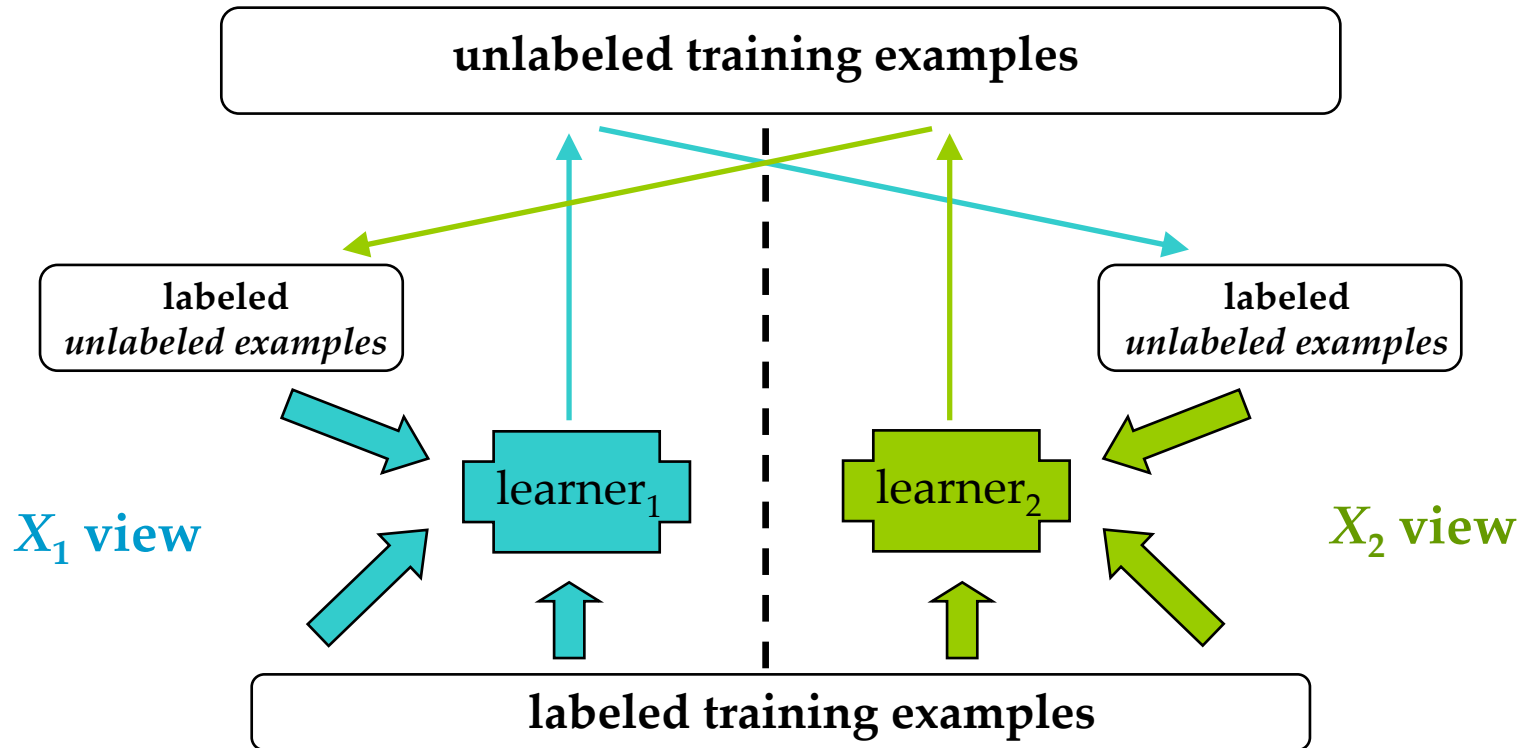 unlabeled training examples
labeled
unlabeled examples
labeled
unlabeled examples
learner₁
learner₂
X₁ view
X₂ view
labeled training examples